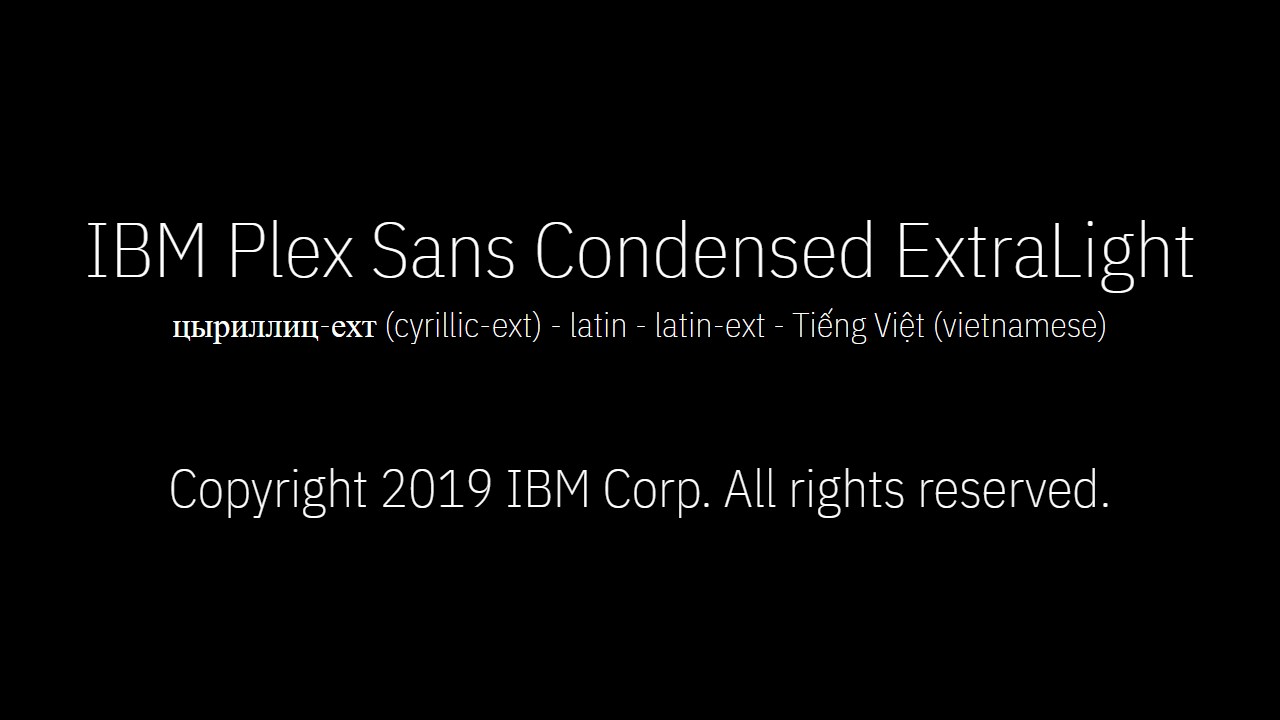 IBM Plex Sans Condensed ExtraLight
цыриллиц-ехт (cyrillic-ext) - latin - latin-ext - Tiếng Việt (vietnamese)
Copyright 2019 IBM Corp. All rights reserved.